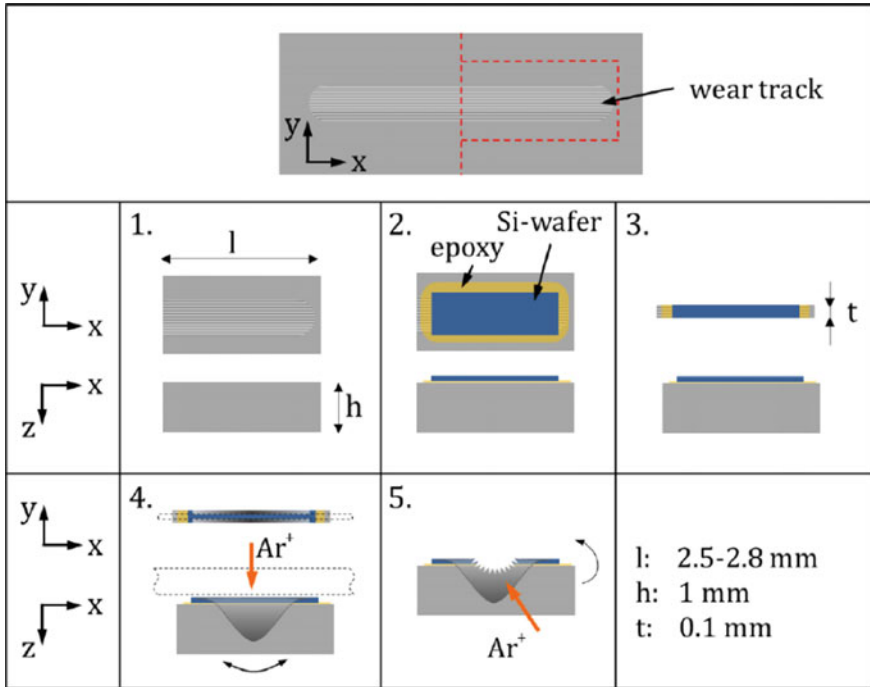 wear track
y
x
1.
l
y
x
x
z
h
2.
Si-wafer
epoxy
3.
t
4.
y
x
Ar+
x
z
5.
Ar+
l: 2.5-2.8 mm
h: 1 mm
t: 0.1 mm